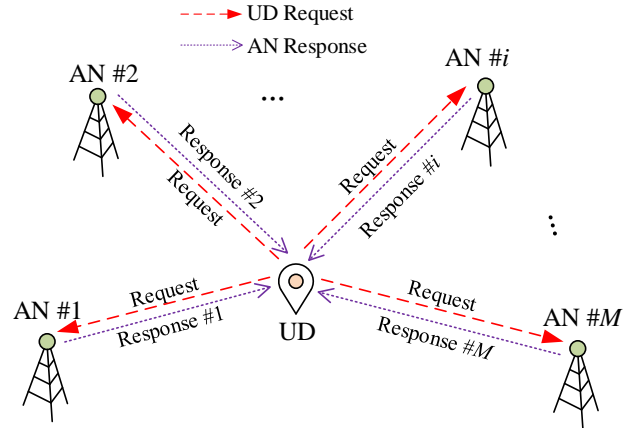 UD Request
AN Response
AN #2
...
AN #i
Response #2
Request
Request
Response #i
...
AN #1
Request
Response #1
UD
Request
Response #M
AN #M